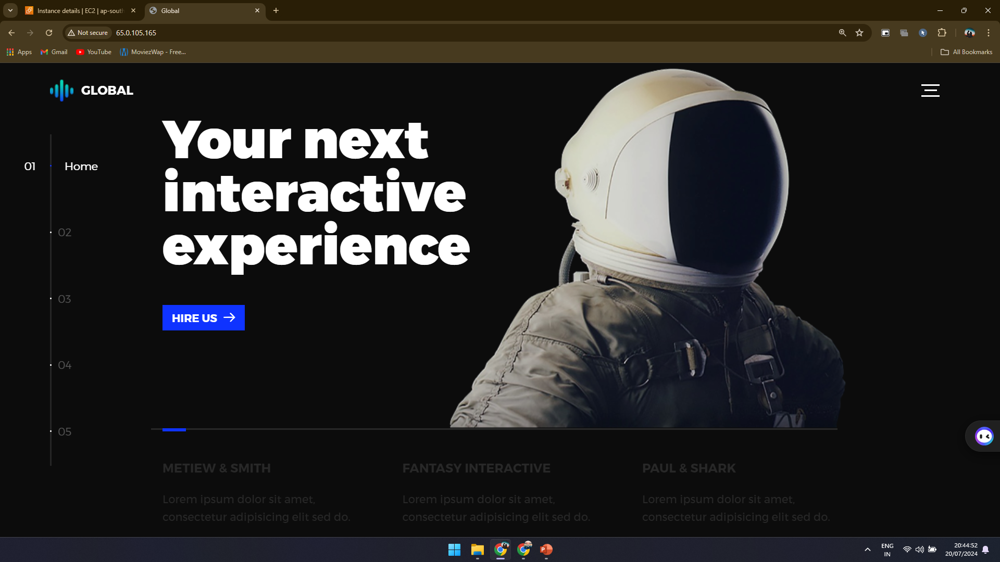 Instance details | EC2 | ap-south
Global
Not secure
65.0.105.165
Apps
Gmail
YouTube
MoviezWap - Free...
All Bookmarks
GLOBAL
Your next
interactive
experience
01
Home
02
03
04
05
HIRE US
METIEW & SMITH
Lorem ipsum dolor sit amet,
consectetur adipisicing elit sed do.
FANTASY INTERACTIVE
Lorem ipsum dolor sit amet,
consectetur adipisicing elit sed do.
PAUL & SHARK
Lorem ipsum dolor sit amet,
consectetur adipisicing elit sed do.
ENG
IN
20:44:52
20/07/2024